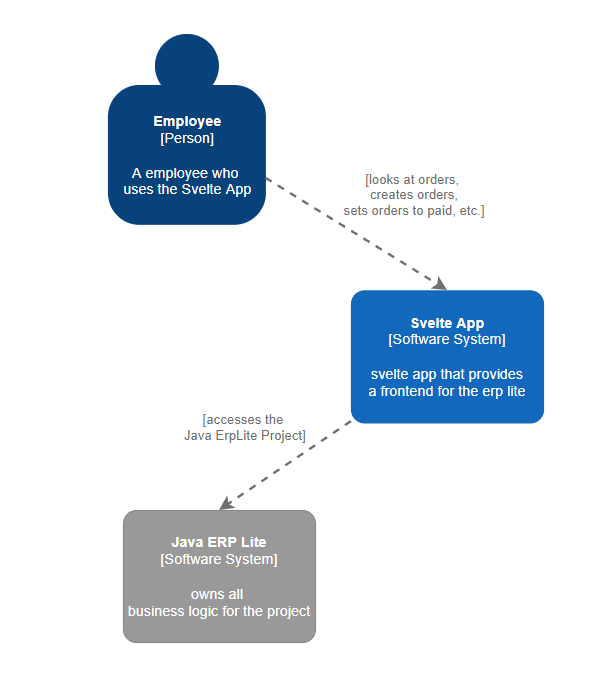 Employee
[Person]
A employee who
uses the Svelte App
[looks at orders,
creates orders,
sets orders to paid, etc.]
Svelte App
[Software System]
svelte app that provides
a frontend for the erp lite
[accesses the
Java ErpLite Project]
Java ERP Lite
[Software System]
owns all
business logic for the project